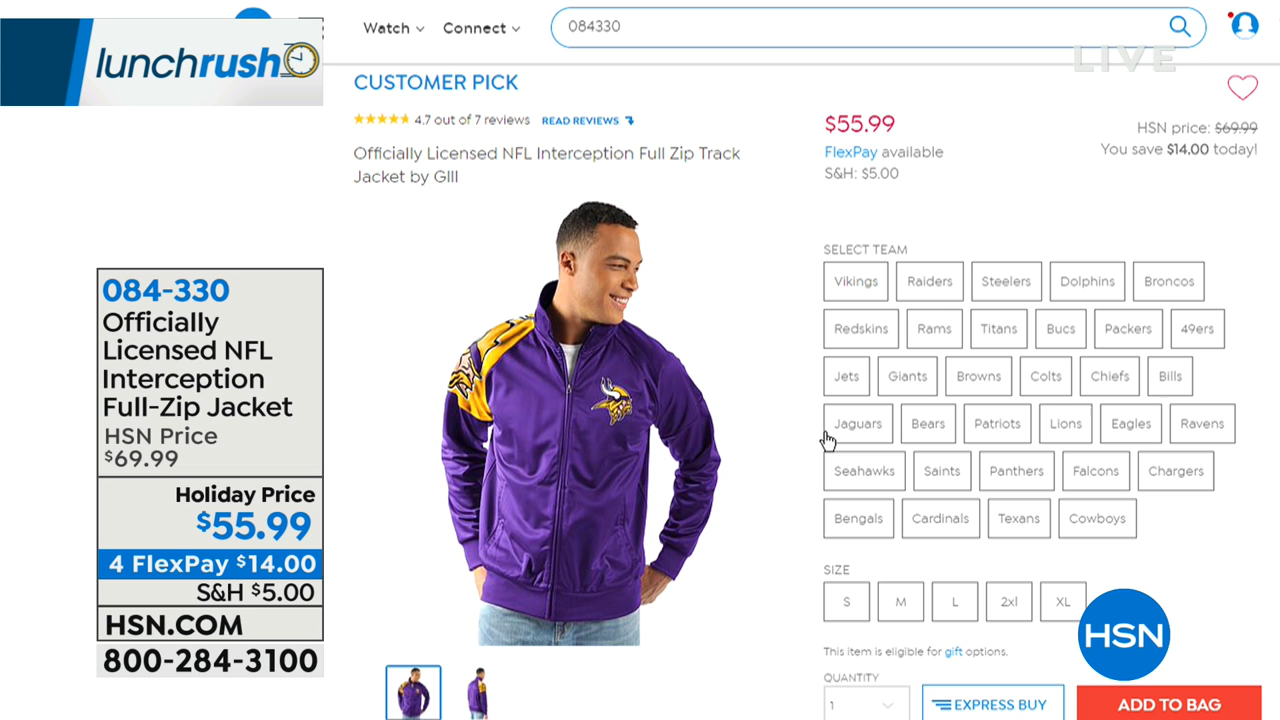 lunchrush
Watch
Connect
084330
LIVE
CUSTOMER PICK
4.7 out of 7 reviews
READ REVIEWS
Officially Licensed NFL Interception Full Zip Track
Jacket by GIII
$55.99
FlexPay available
S&H: $5.00
HSN price: $69.99
You save $14.00 today!
084-330
Officially
Licensed NFL
Interception
Full-Zip Jacket
HSN Price
$69.99
Holiday Price
$55.99
4 FlexPay $14.00
S&H $5.00
HSN.COM
800-284-3100
SELECT TEAM
Vikings Raiders Steelers Dolphins Broncos
Redskins Rams Titans Bucs Packers 49ers
Jets Giants Browns Colts Chiefs Bills
Jaguars Bears Patriots Lions Eagles Ravens
Seahawks Saints Panthers Falcons Chargers
Bengals Cardinals Texans Cowboys
SIZE
S M L 2xl XL
HSN
This item is eligible for gift options.
QUANTITY
1
EXPRESS BUY
ADD TO BAG